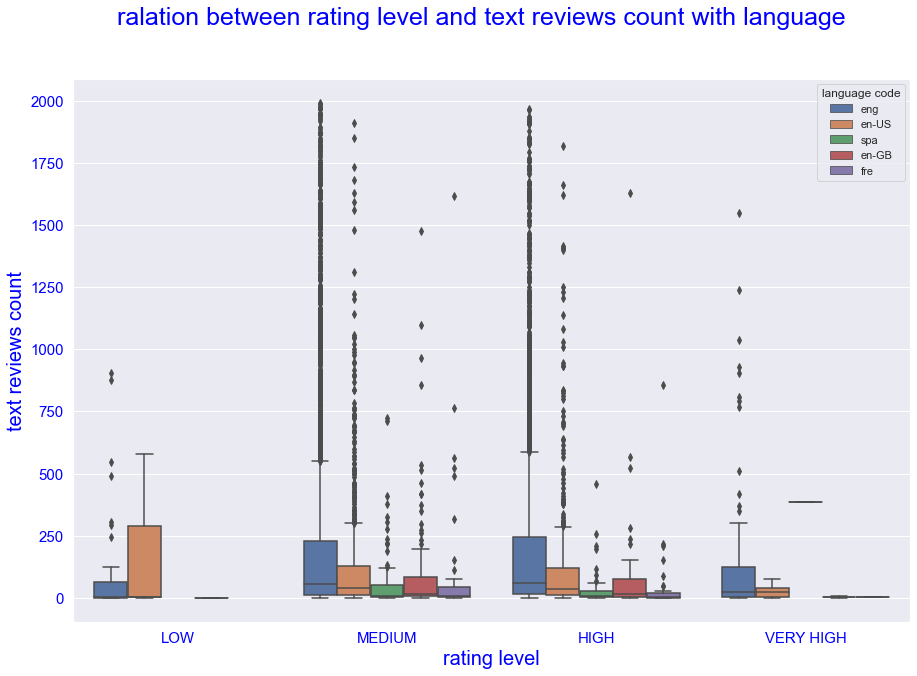 ralation between rating level and text reviews count with language
language code
eng
en-US
spa
en-GB
fre
text reviews count
2000
1750
1500
1250
1000
750
500
250
0
LOW
MEDIUM
HIGH
VERY HIGH
rating level